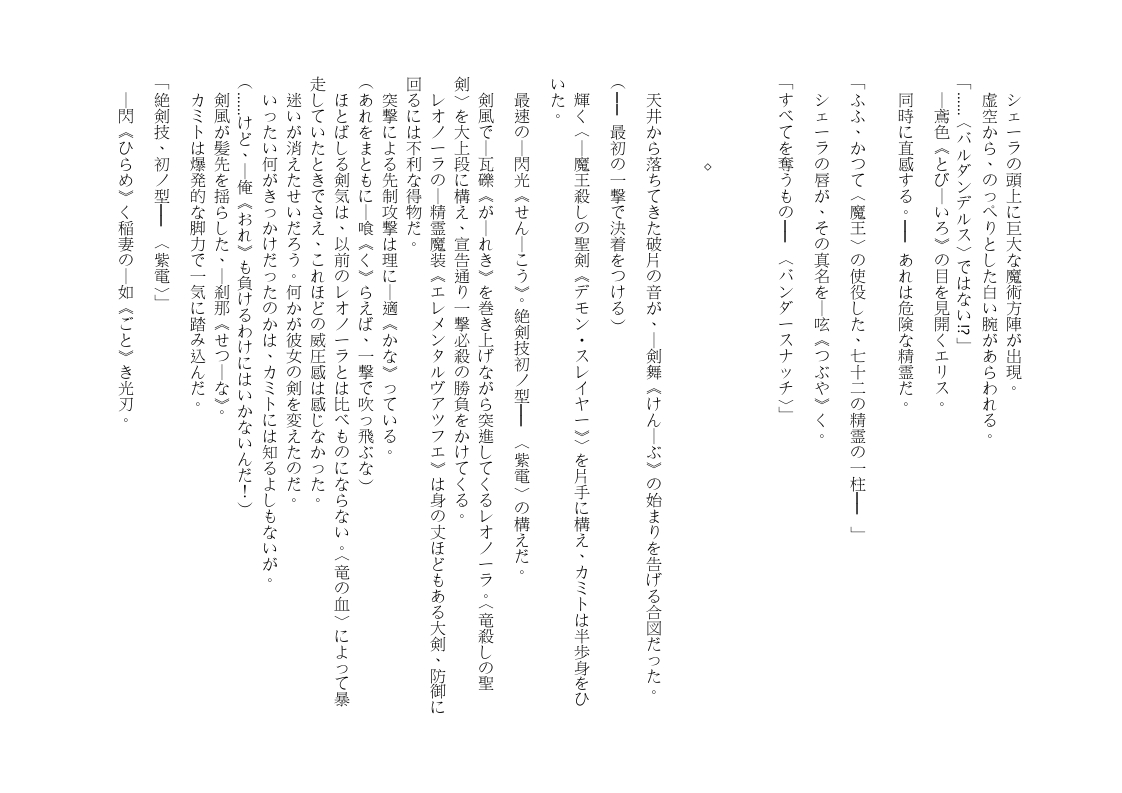 シェーラの頭上に巨大な魔術方陣が出現。
虚空から、のっぺりとした白い腕があらわれる。
「……〈バルダンデルス〉ではない!?」
―鳶色《とび―いろ》の目を見開くエリス。
同時に直感する。━━ あれは危険な精霊だ。
「ふふ、かつて〈魔王〉の使役した、七十二の精霊の一柱━━ 」
シェーラの唇が、その真名を―呟《つぶや》く。
「すべてを奪うもの━━ 〈バンダースナッチ〉」
◇
天井から落ちてきた破片の音が、―剣舞《けん―ぶ》の始まりを告げる合図だった。
(━━ 最初の一撃で決着をつける)
輝く〈―魔王殺しの聖剣《デモン・スレイヤー》〉を片手に構え、カミトは半歩身をひ
いた。
最速の―閃光《せん―こう》。絶剣技初ノ型━━ 〈紫電〉の構えだ。
剣風で―瓦礫《が―れき》を巻き上げながら突進してくるレオノーラ。〈竜殺しの聖
剣〉を大上段に構え、宣告通り一撃必殺の勝負をかけてくる。
レオノーラの―精霊魔装《エレメンタルヴアツフエ》は身の丈ほどもある大剣、防御に
回るには不利な得物だ。
突撃による先制攻撃は理に―適《かな》っている。
(あれをまともに―喰《く》らえば、一撃で吹っ飛ぶな)
ほとばしる剣気は、以前のレオノーラとは比べものにならない。〈竜の血〉によって暴
走していたときでさえ、これほどの威圧感は感じなかった。
迷いが消えたせいだろう。何かが彼女の剣を変えたのだ。
いったい何がきっかけだったのかは、カミトには知るよしもないが。
(……けど、―俺《おれ》も負けるわけにはいかないんだ!)
剣風が髪先を揺らした、―刹那《せつ―な》。
カミトは爆発的な脚力で一気に踏み込んだ。
「絶剣技、初ノ型━━ 〈紫電〉」
―閃《ひらめ》く稲妻の―如《ごと》き光刃。